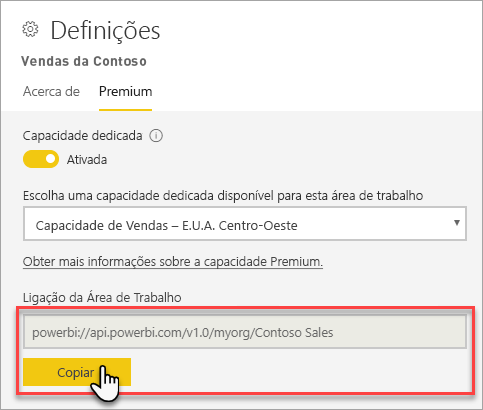 Definições
Vendas da Contoso
Acerca de Premium
Capacidade dedicada
Ativada
Escolha uma capacidade dedicada disponível para esta área de trabalho
Capacidade de Vendas – E.U.A. Centro-Oeste
Obter mais informações sobre a capacidade Premium.
Ligação da Área de Trabalho
powerbi://api.powerbi.com/v1.0/myorg/Contoso Sales
Copiar